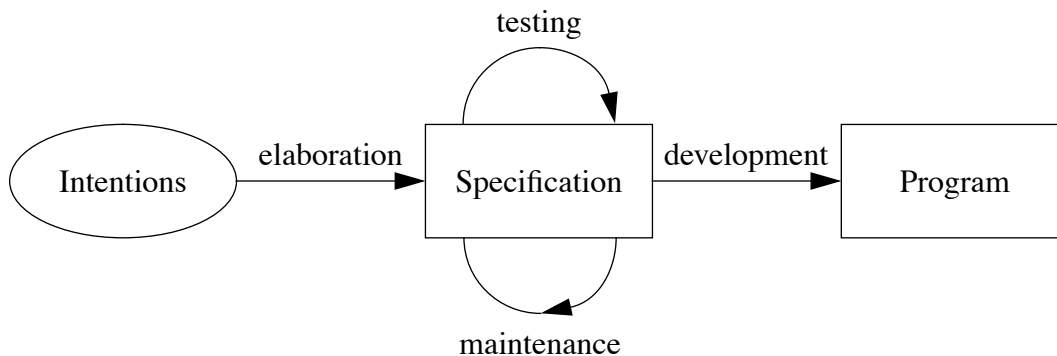 testing
elaboration
development
Intentions
Specification
Program
maintenance